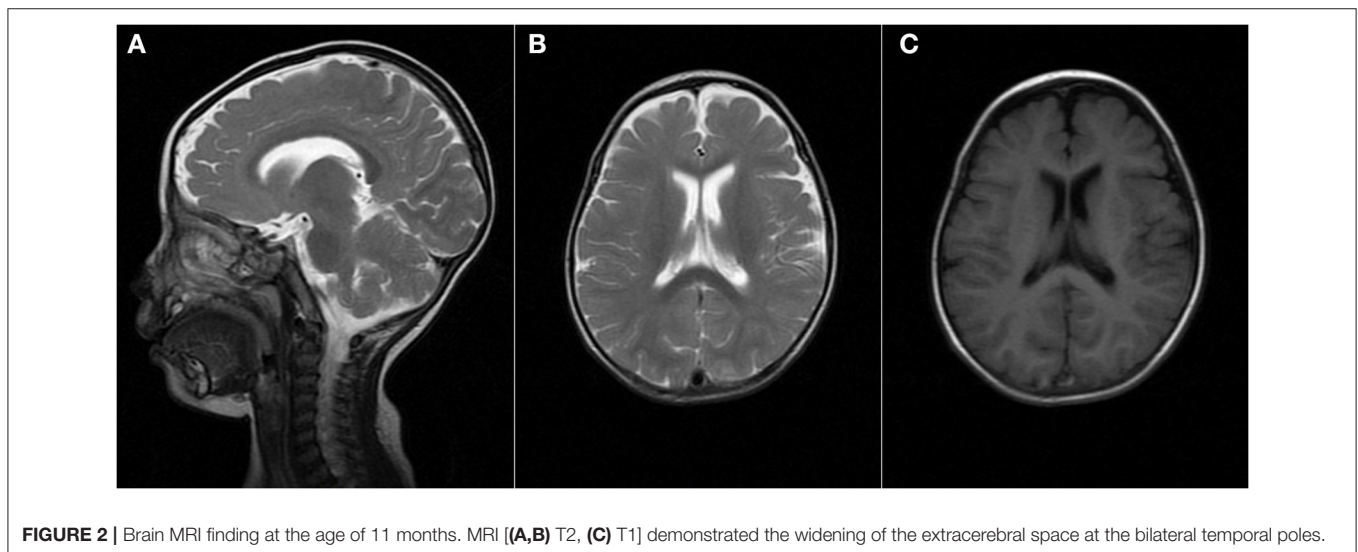 A
B
C
FIGURE 2 | Brain MRI finding at the age of 11 months. MRI [(A,B) T2, (C) T1] demonstrated the widening of the extracerebral space at the bilateral temporal poles.